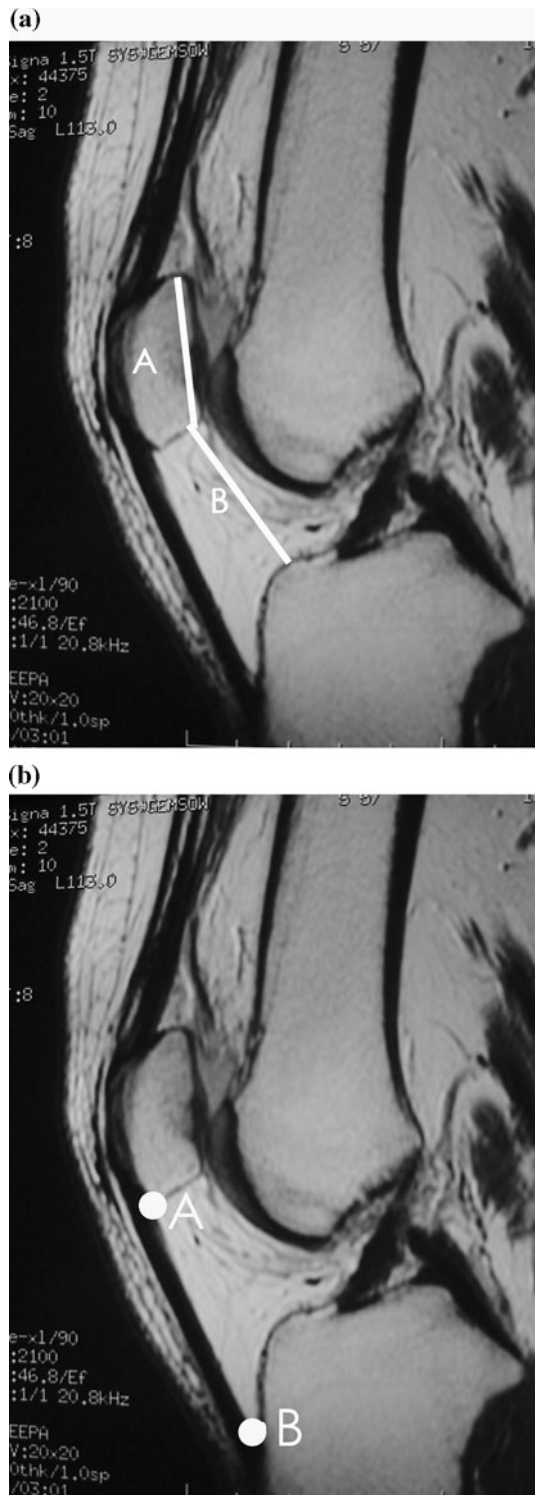 (a)
signa 1.5T SYS#GEMSOW
x: 44375
e: 2
m: 10
Sag L113.0
:8
A
B
e-x1/90
:2100
:46.8/Ef
:1/1 20.8kHz
EEPA
V:20x20
0thk/1.0sp
/03:01
(b)
signa 1.5T SYS#GEMSOW
x: 44375
e: 2
m: 10
Sag L113.0
:8
A
e-x1/90
:2100
:46.8/Ef
:1/1 20.8kHz
B
EEPA
V:20x20
0thk/1.0sp
/03:01